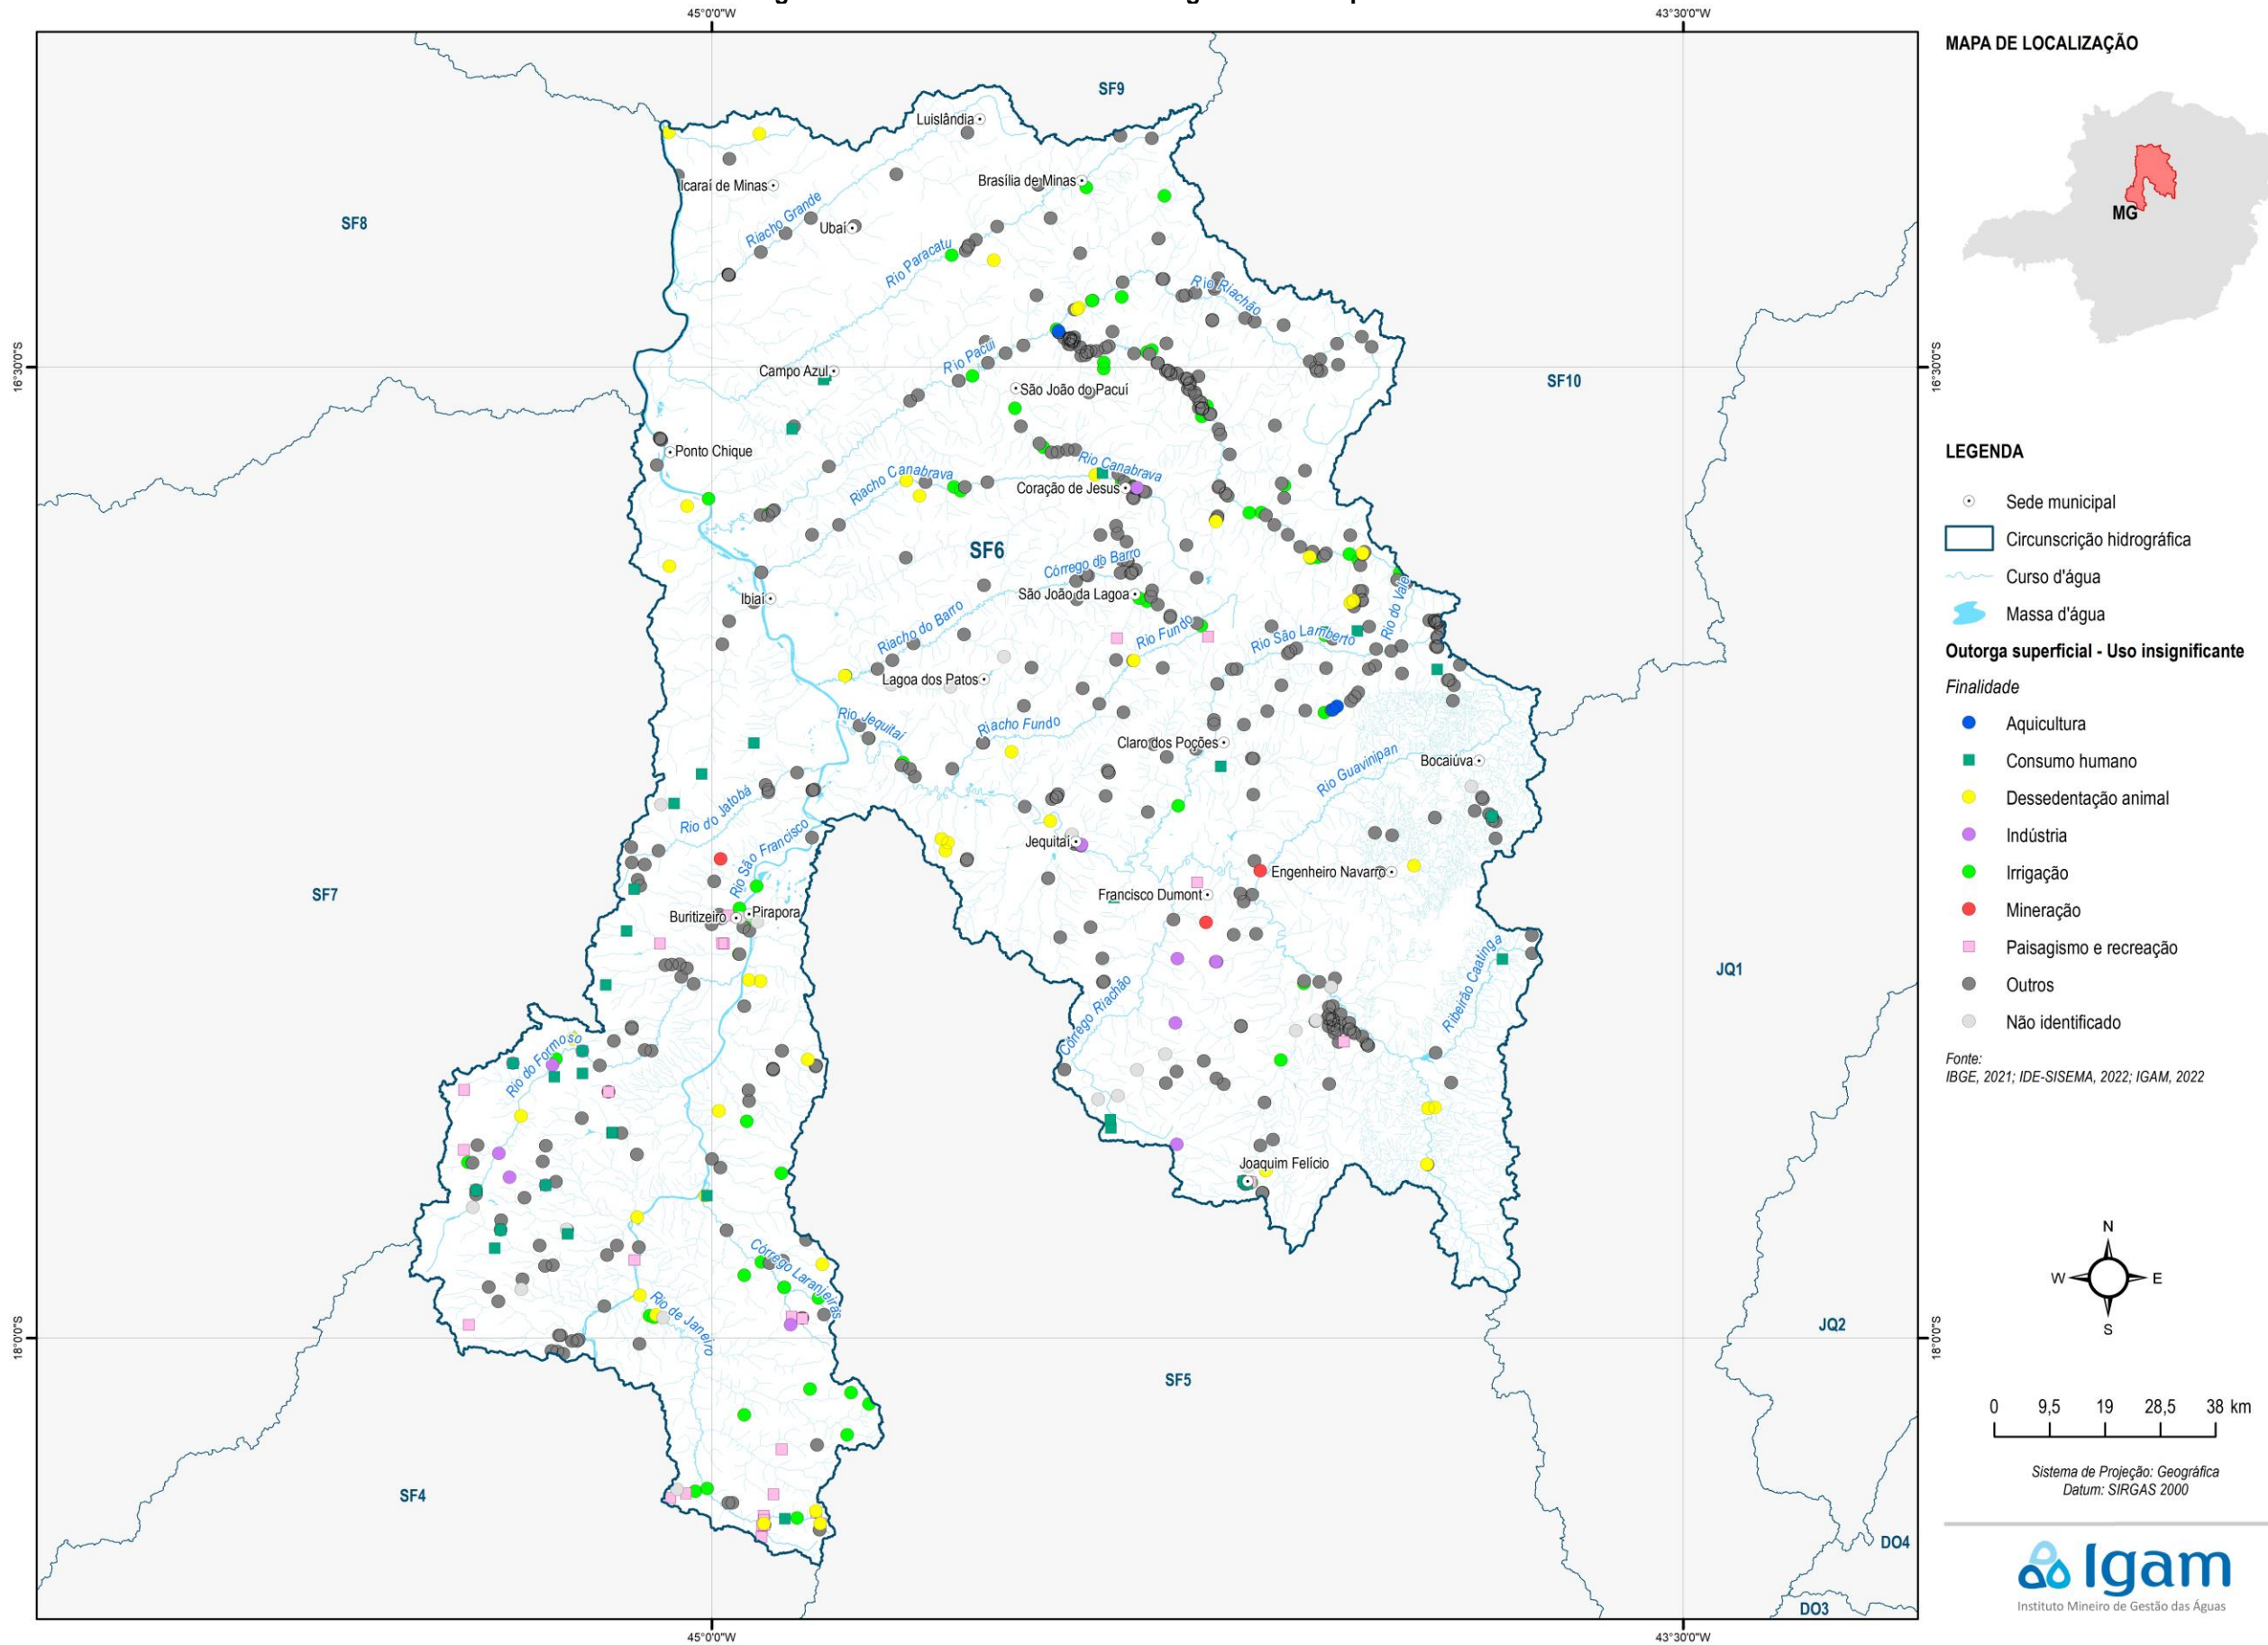 45°0'0"W
43°30'0"W
SF9
SF8
Luislândia
Brasília de Minas
Icaraí de Minas
Riacho Grande
Ubaí
Rio Paracatu
Rio Riachão
16°30'0"S
16°30'0"S
Rio Pacuí
Campo Azul
São João do Pacuí
SF10
Ponto Chique
Riacho Canabrava
Rio Canabrava
Coração de Jesus
SF6
Córrego do Barro
Ibiaí
São João da Lagoa
Riacho do Barro
Rio Fundo
Rio São Lamberto
Rio do Vale
Lagoa dos Patos
Rio Jequitaí
Riacho Fundo
Claro dos Poções
Rio Guavinipan
Bocaiúva
Rio do Jatobá
Rio São Francisco
Jequitaí
SF7
Engenheiro Navarro
Francisco Dumont
Buritizeiro
Pirapora
Ribeirão Caatinga
JQ1
Córrego Riachão
Rio do Formoso
Joaquim Felício
Córrego Laranjeiras
Rio de Janeiro
18°0'0"S
18°0'0"S
JQ2
SF5
SF4
DO4
DO3
45°0'0"W
43°30'0"W
MAPA DE LOCALIZAÇÃO
MG
LEGENDA
Sede municipal
Circunscrição hidrográfica
Curso d'água
Massa d'água
Outorga superficial - Uso insignificante
Finalidade
Aquicultura
Consumo humano
Dessedentação animal
Indústria
Irrigação
Mineração
Paisagismo e recreação
Outros
Não identificado
Fonte:
IBGE, 2021; IDE-SISEMA, 2022; IGAM, 2022
N
W
E
S
0 9,5 19 28,5 38 km
Sistema de Projeção: Geográfica
Datum: SIRGAS 2000
Igam
Instituto Mineiro de Gestão das Águas